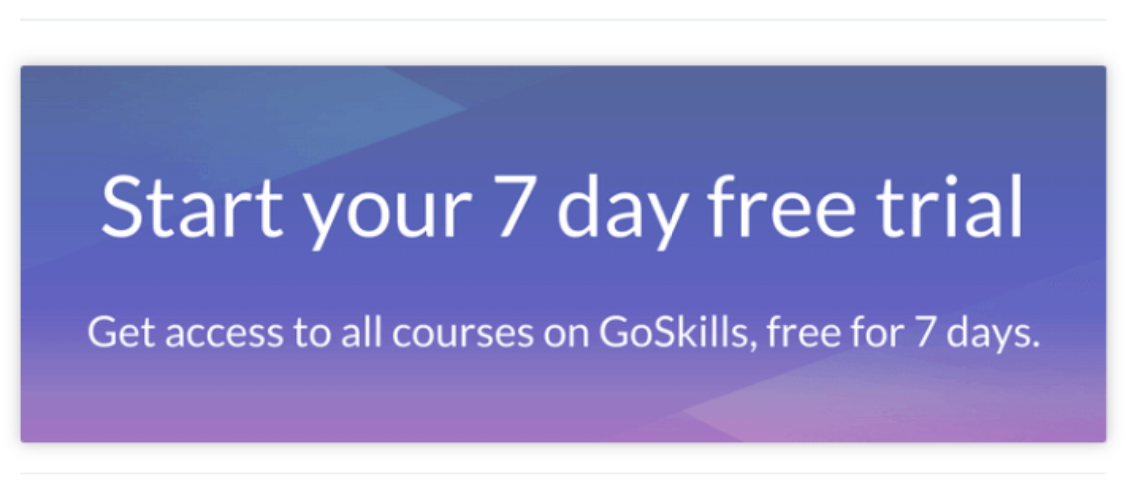 Start your 7 day free trial
Get access to all courses on GoSkills, free for 7 days.